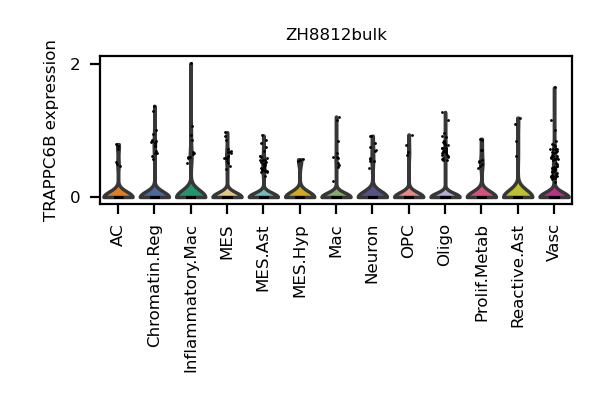 ZH8812bulk
TRAPPC6B expression
2
0
AC
Chromatin.Reg
Inflammatory.Mac
MES
MES.Ast
MES.Hyp
Mac
Neuron
OPC
Oligo
Prolif.Metab
Reactive.Ast
Vasc